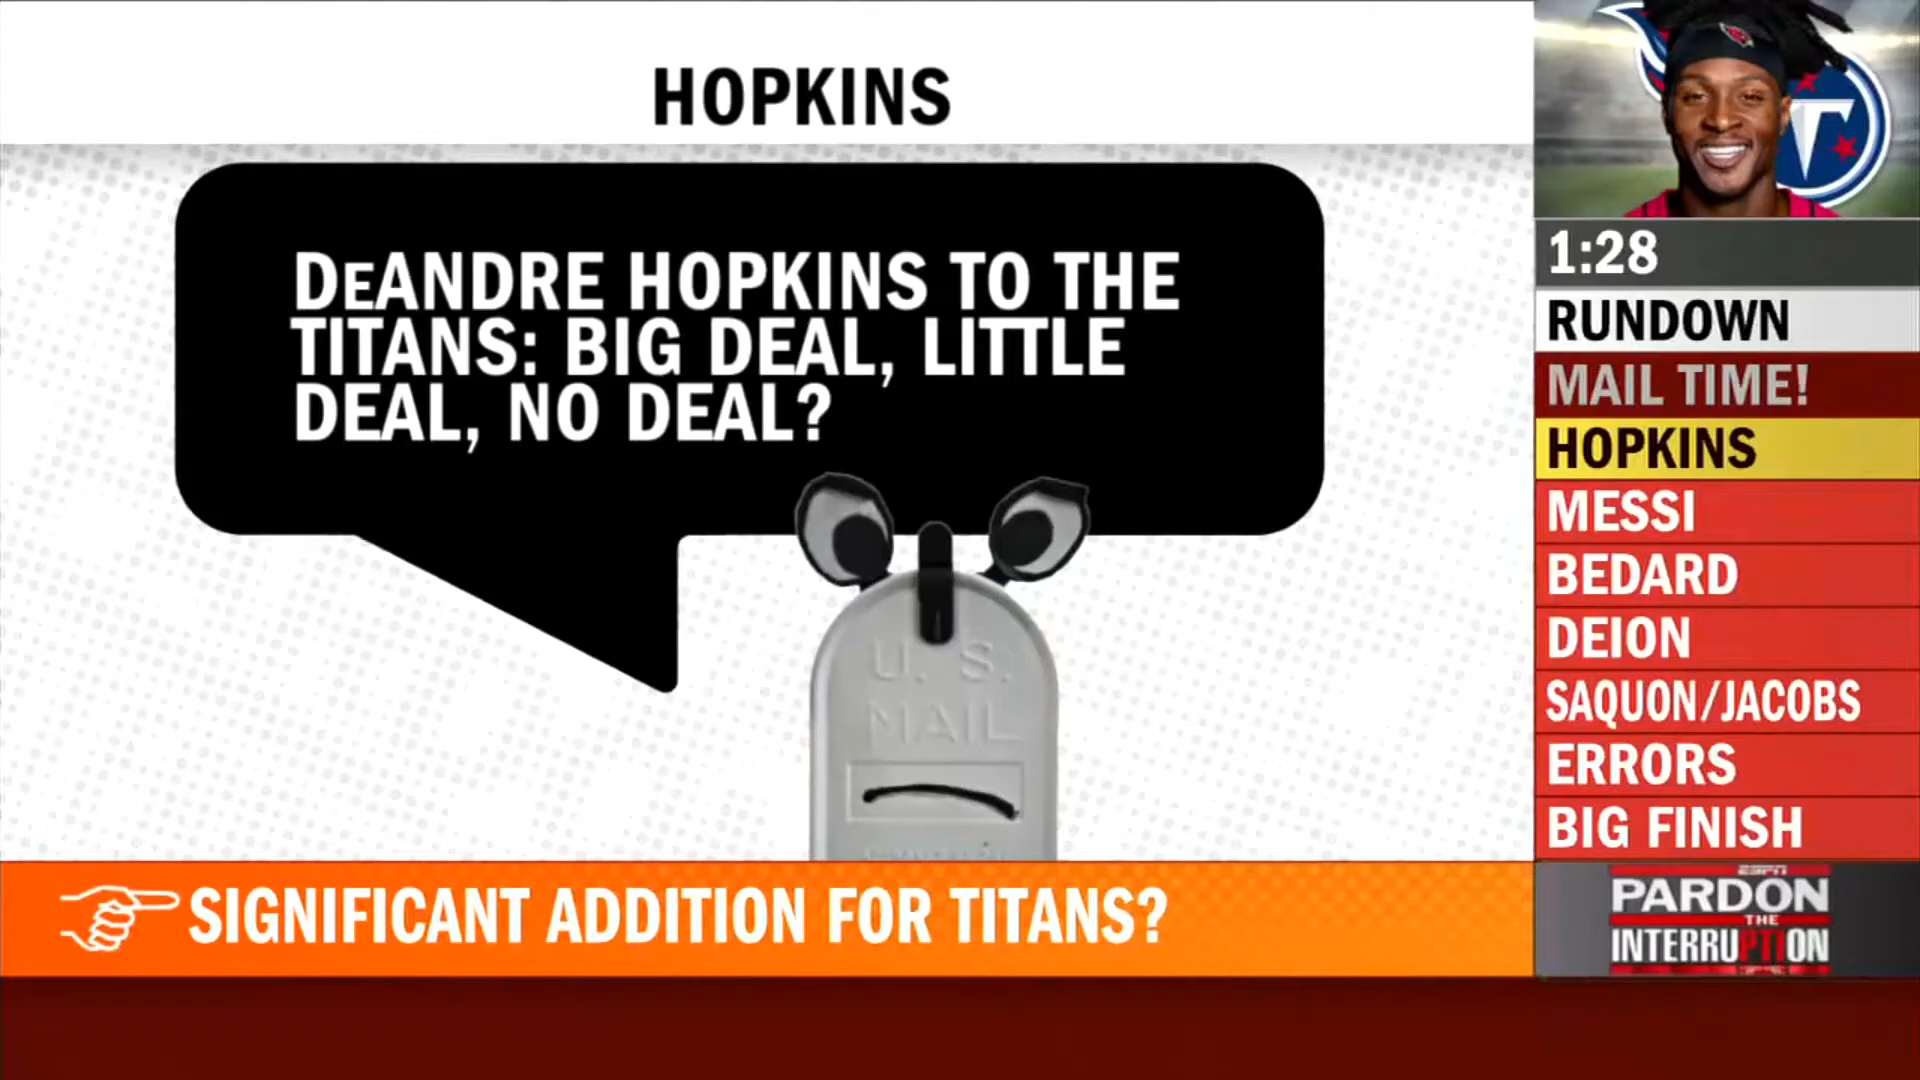 HOPKINS
DeANDRE HOPKINS TO THE
TITANS: BIG DEAL, LITTLE
DEAL, NO DEAL?
U. S.
MAIL
SIGNIFICANT ADDITION FOR TITANS?
T
1:28
RUNDOWN
MAIL TIME!
HOPKINS
MESSI
BEDARD
DEION
SAQUON/JACOBS
ERRORS
BIG FINISH
ESPN
PARDON
THE
INTERRUPTION